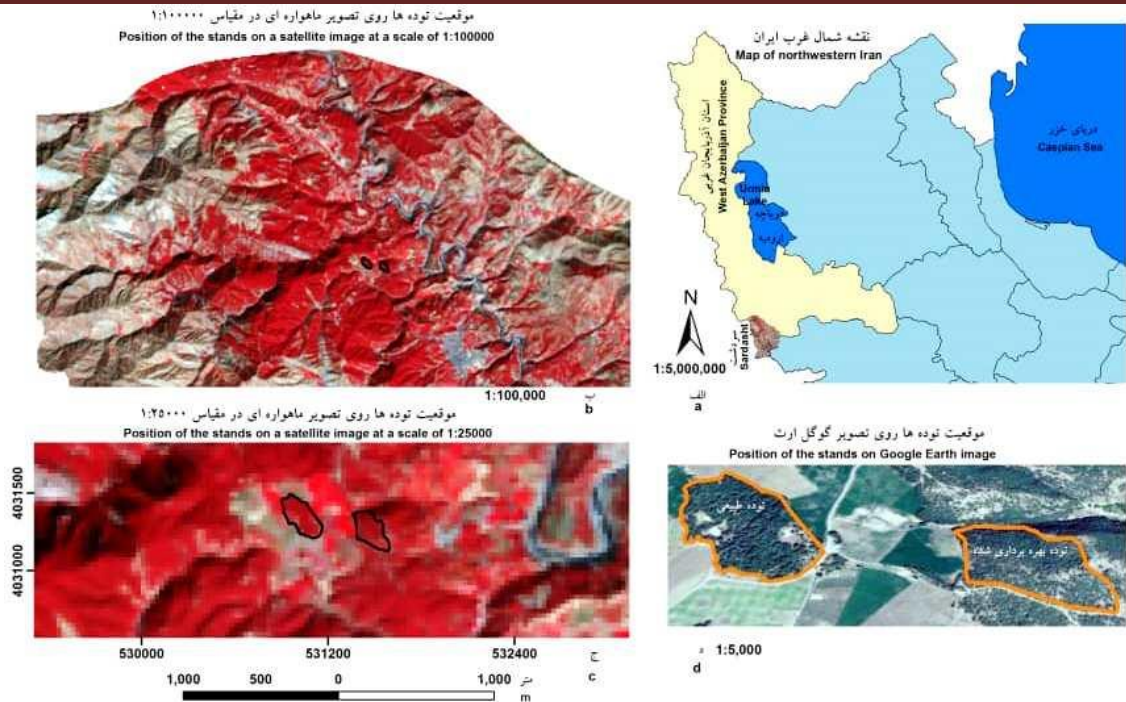 موقعیت توده ها روی تصویر ماهواره ای در مقیاس ۱:۱۰۰۰۰۰
Position of the stands on a satellite image at a scale of 1:100000
1:100,000
ب
b
نقشه شمال غرب ایران
Map of northwestern Iran
استان آذربایجان غربی
West Azerbaijan Province
Urmia
Lake
دریاچه
ارومیه
دریای خزر
Caspian Sea
N
1:5,000,000
سردشت
Sardasht
الف
a
موقعیت توده ها روی تصویر ماهواره ای در مقیاس ۱:۲۵۰۰۰
Position of the stands on a satellite image at a scale of 1:25000
4031500
4031000
530000
531200
532400
ج
c
1,000 500 0 1,000 متر
m
موقعیت توده ها روی تصویر گوگل ارث
Position of the stands on Google Earth image
توده طبیعی
توده بهره برداری شده
د 1:5,000
d